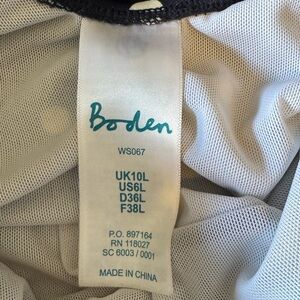 Boden
WS067
UK10L
US6L
D36L
F38L
P.O. 897164
RN 118027
SC 6003 / 0001
MADE IN CHINA